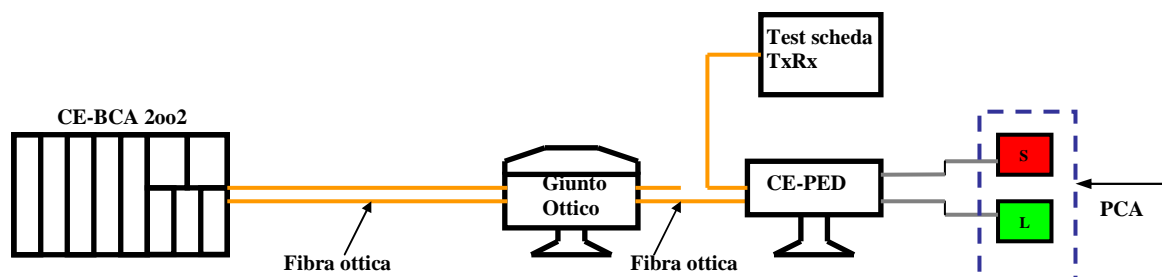 Test scheda
TxRx
CE-BCA 2oo2
S
Giunto
Ottico
CE-PED
L
PCA
Fibra ottica
Fibra ottica